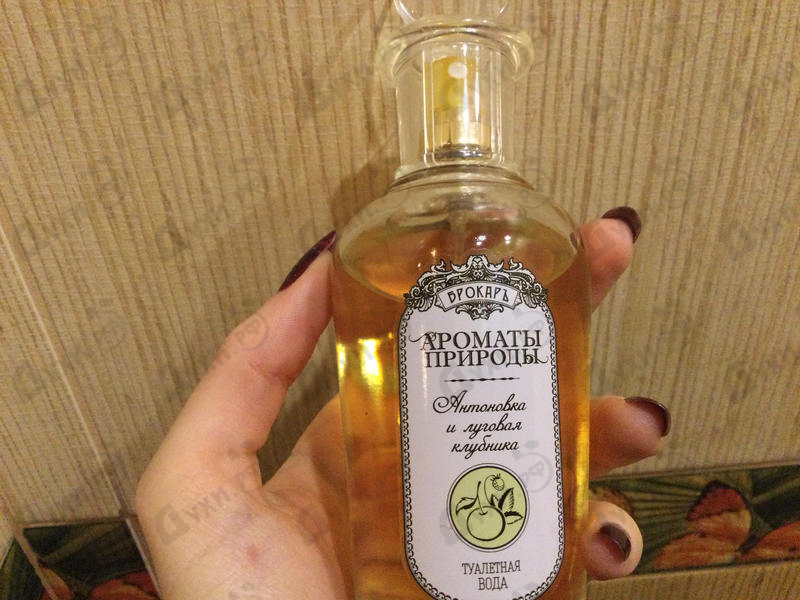 БРОКАРЪ
АРОМАТЫ
ПРИРОДЫ
Антоновка
и луговая
клубника
ТУАЛЕТНАЯ
ВОДА